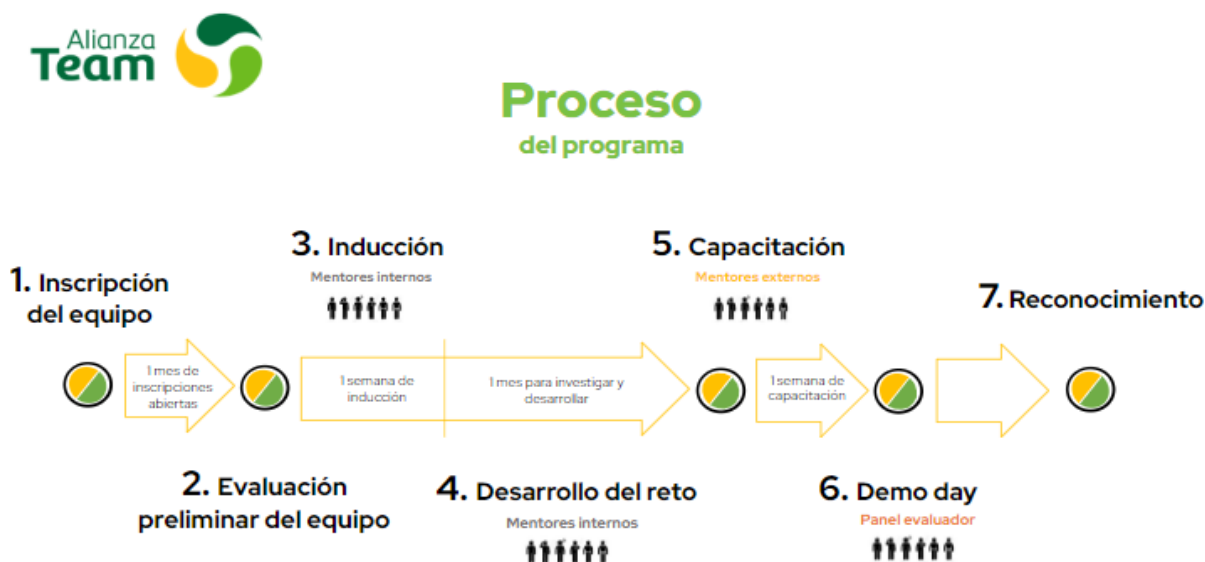 Alianza
Team
Proceso
del programa
1. Inscripción
del equipo
1 mes de
inscripciones
abiertas
2. Evaluación
preliminar del equipo
3. Inducción
Mentores internos
1 semana de
inducción
4. Desarrollo del reto
Mentores internos
1 mes para investigar y
desarrollar
5. Capacitación
Mentores externos
1 semana de
capacitación
6. Demo day
Panel evaluador
7. Reconocimiento